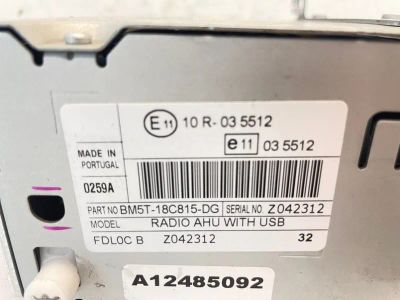 E11 10 R- 03 5512
e11 03 5512
MADE IN
PORTUGAL
0259A
PART NO BM5T-18C815-DG SERIAL NO. Z042312
MODEL RADIO AHU WITH USB
FDL0C B Z042312 32
A12485092